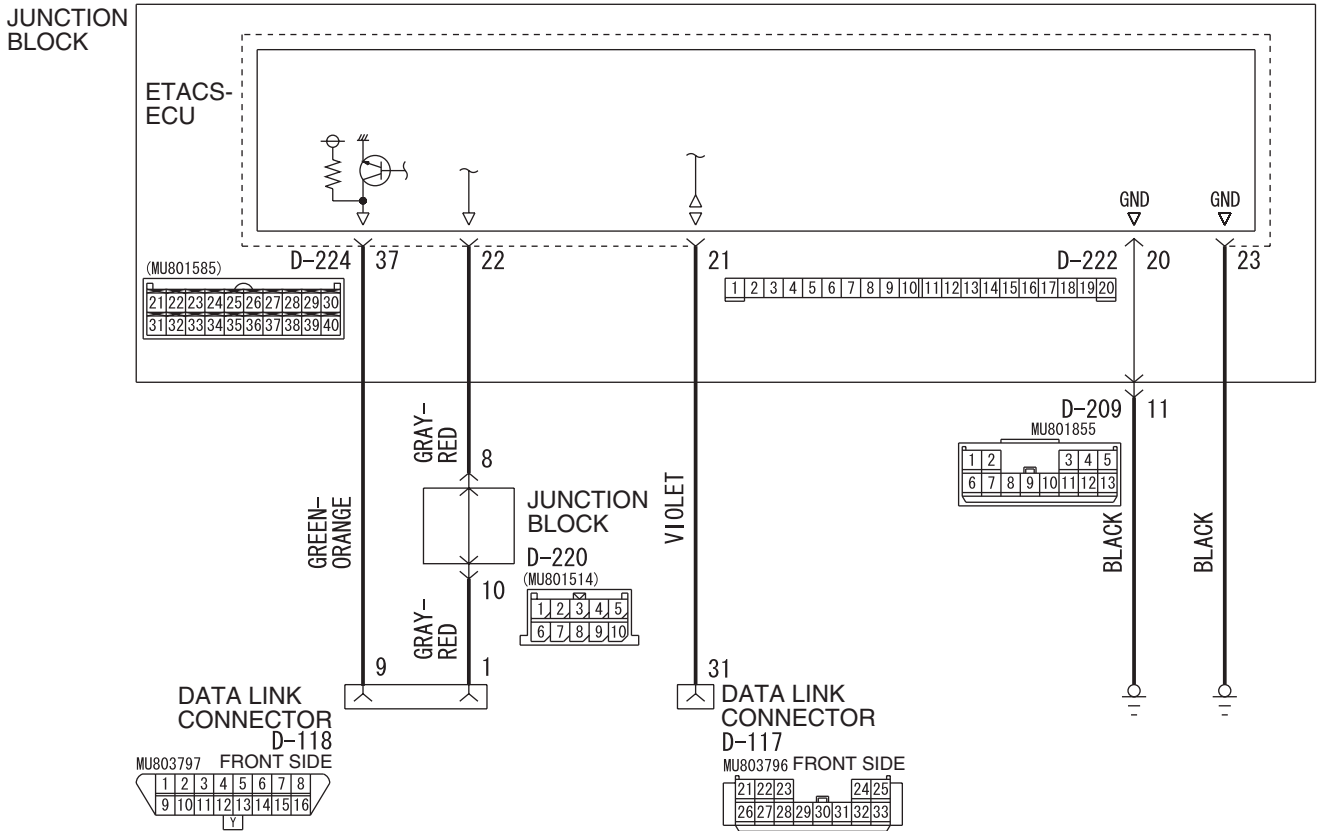 JUNCTION
BLOCK
ETACS-
ECU
GND
GND
D-224
37
22
21
D-222
20
23
(MU801585)
21 22 23 24 25 26 27 28 29 30
31 32 33 34 35 36 37 38 39 40
1 2 3 4 5 6 7 8 9 10 11 12 13 14 15 16 17 18 19 20
D-209
11
MU801855
1 2 3 4 5
6 7 8 9 10 11 12 13
GREEN-
ORANGE
GRAY-
RED
8
JUNCTION
BLOCK
D-220
(MU801514)
1 2 3 4 5
6 7 8 9 10
10
GRAY-
RED
VIOLET
BLACK
BLACK
9
1
31
DATA LINK
CONNECTOR
D-118
MU803797 FRONT SIDE
1 2 3 4 5 6 7 8
9 10 11 12 13 14 15 16
Y
DATA LINK
CONNECTOR
D-117
MU803796 FRONT SIDE
21 22 23 24 25
26 27 28 29 30 31 32 33